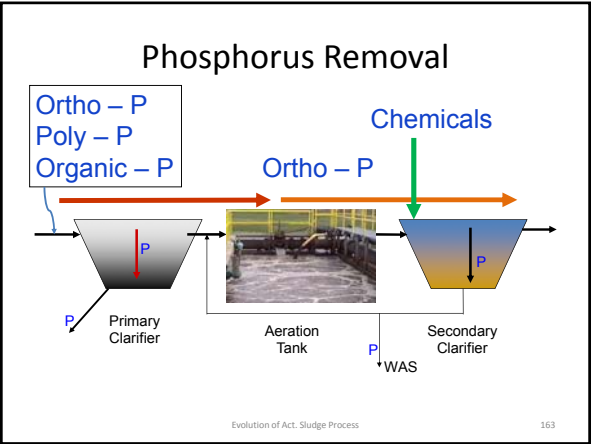 Phosphorus Removal
Ortho – P
Poly – P
Organic – P
Ortho – P
Chemicals
P
P
P
Primary
Clarifier
Aeration
Tank
Secondary
Clarifier
P
WAS
Evolution of Act. Sludge Process
163